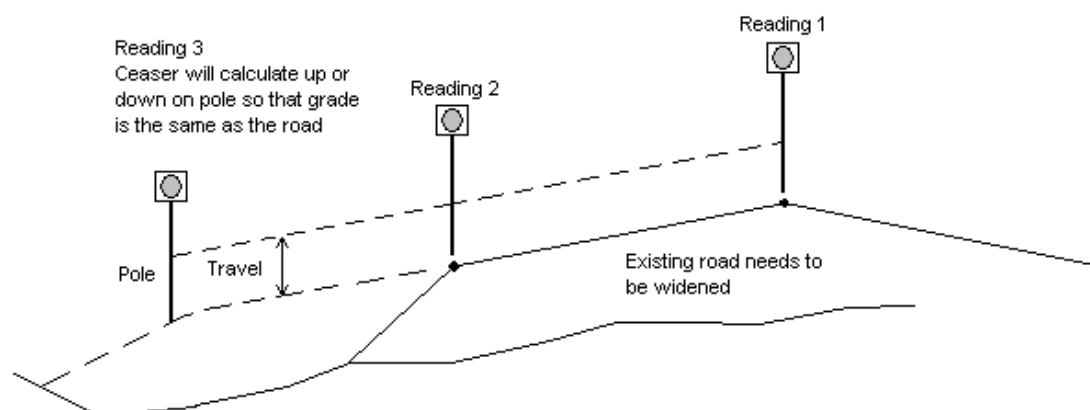 Reading 3
Ceaser will calculate up or
down on pole so that grade
is the same as the road
Reading 2
Reading 1
Pole
Travel
Existing road needs to
be widened